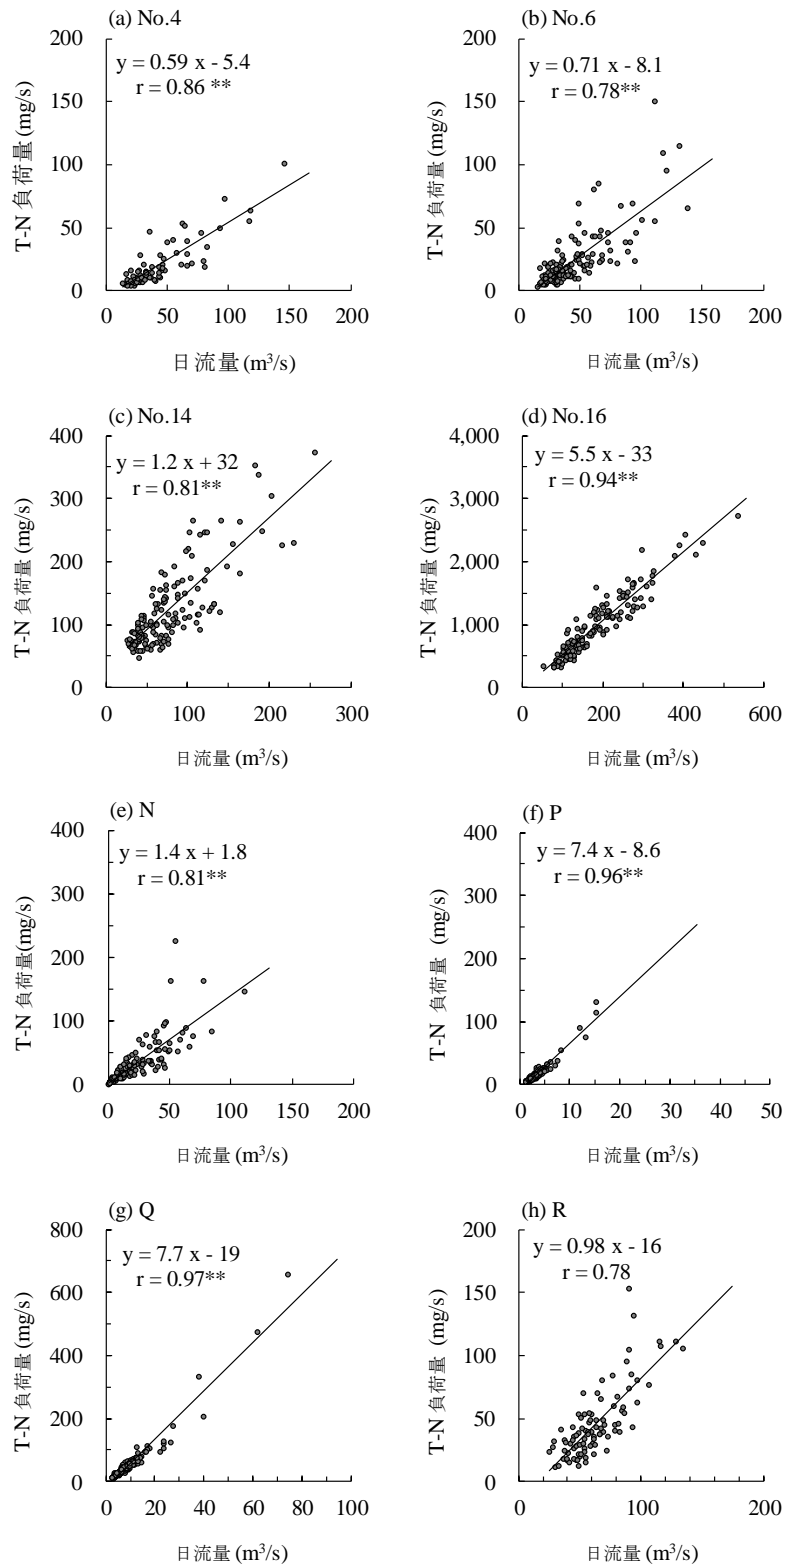 (a) No.4
y = 0.59 x - 5.4
r = 0.86 **
T-N 負荷量 (mg/s)
200
150
100
50
0
0 50 100 150 200
日流量 (m³/s)
(b) No.6
y = 0.71 x - 8.1
r = 0.78**
T-N 負荷量 (mg/s)
200
150
100
50
0
0 50 100 150 200
日流量 (m³/s)
(c) No.14
y = 1.2 x + 32
r = 0.81**
T-N 負荷量 (mg/s)
400
300
200
100
0
0 100 200 300
日流量 (m³/s)
(d) No.16
y = 5.5 x - 33
r = 0.94**
T-N 負荷量 (mg/s)
4,000
3,000
2,000
1,000
0
0 200 400 600
日流量 (m³/s)
(e) N
y = 1.4 x + 1.8
r = 0.81**
T-N 負荷量(mg/s)
400
300
200
100
0
0 50 100 150 200
日流量 (m³/s)
(f) P
y = 7.4 x - 8.6
r = 0.96**
T-N 負荷量 (mg/s)
400
300
200
100
0
0 10 20 30 40 50
日流量 (m³/s)
(g) Q
y = 7.7 x - 19
r = 0.97**
T-N 負荷量 (mg/s)
800
600
400
200
0
0 20 40 60 80 100
日流量 (m³/s)
(h) R
y = 0.98 x - 16
r = 0.78
T-N 負荷量 (mg/s)
200
150
100
50
0
0 100 200
日流量 (m³/s)